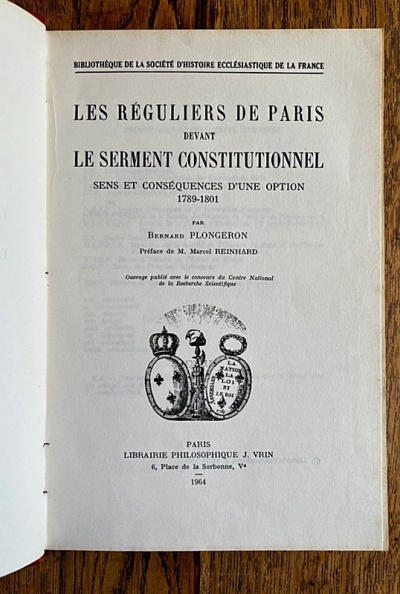 BIBLIOTHÈQUE DE LA SOCIÉTÉ D'HISTOIRE ECCLÉSIASTIQUE DE LA FRANCE
LES RÉGULIERS DE PARIS
DEVANT
LE SERMENT CONSTITUTIONNEL
SENS ET CONSÉQUENCES D'UNE OPTION
1789-1801
PAR
BERNARD PLONGERON
Préface de M. Marcel REINHARD
Ouvrage publié avec le concours du Centre National
de la Recherche Scientifique
LA
NATION
LA
LOI
ET
LE ROI
PARIS
LIBRAIRIE PHILOSOPHIQUE J. VRIN
6, Place de la Sorbonne, Ve
1964